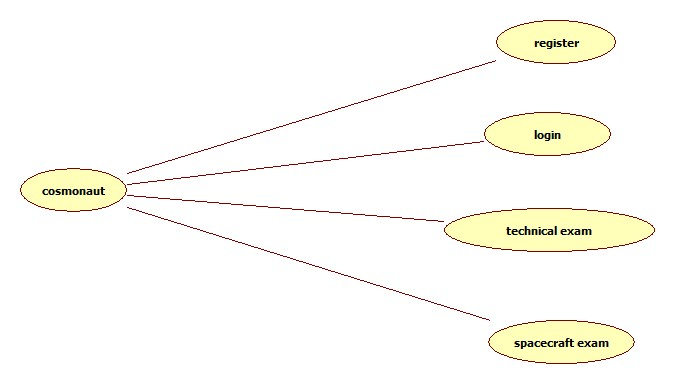 register
login
cosmonaut
technical exam
spacecraft exam